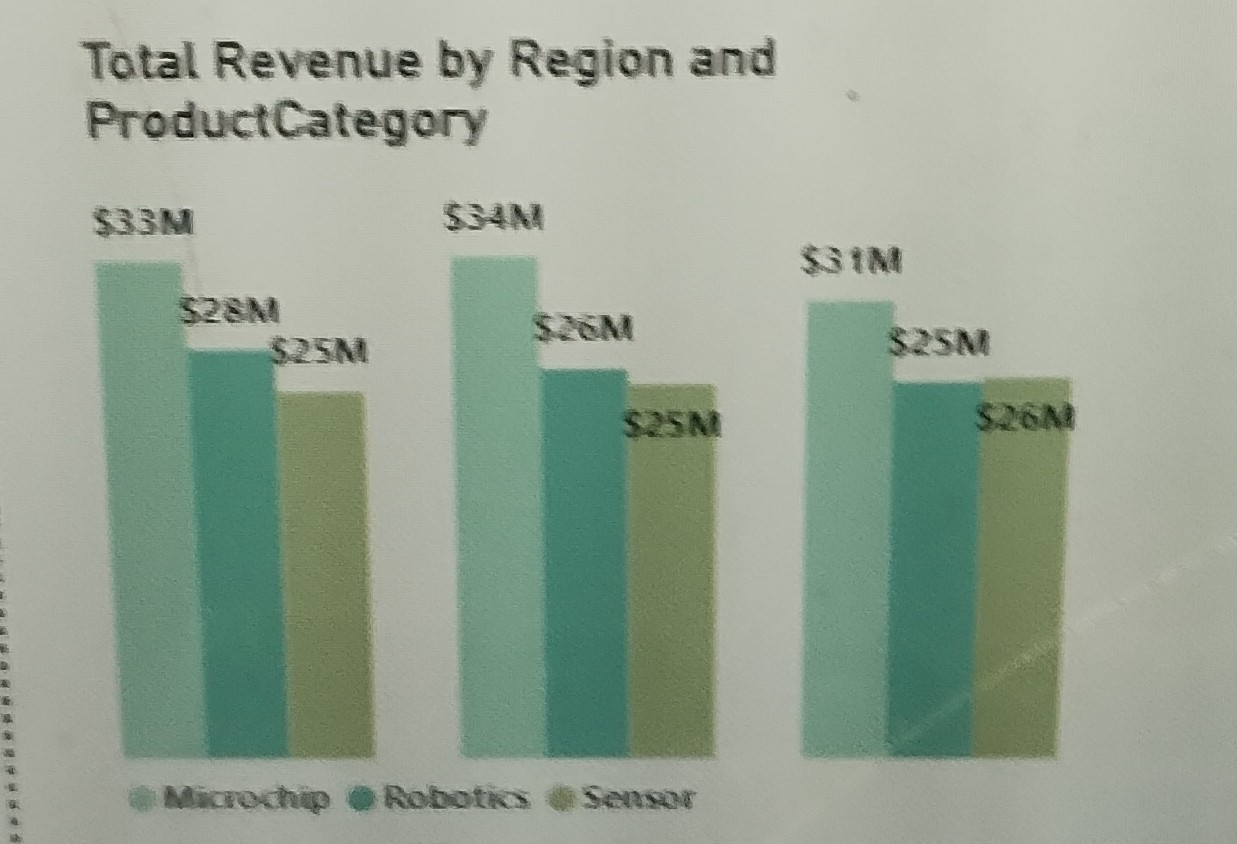 Total Revenue by Region and
ProductCategory
$33M
$28M
$25M
$34M
$26M
$25M
$31M
$25M
$26M
Microchip Robotics Sensor